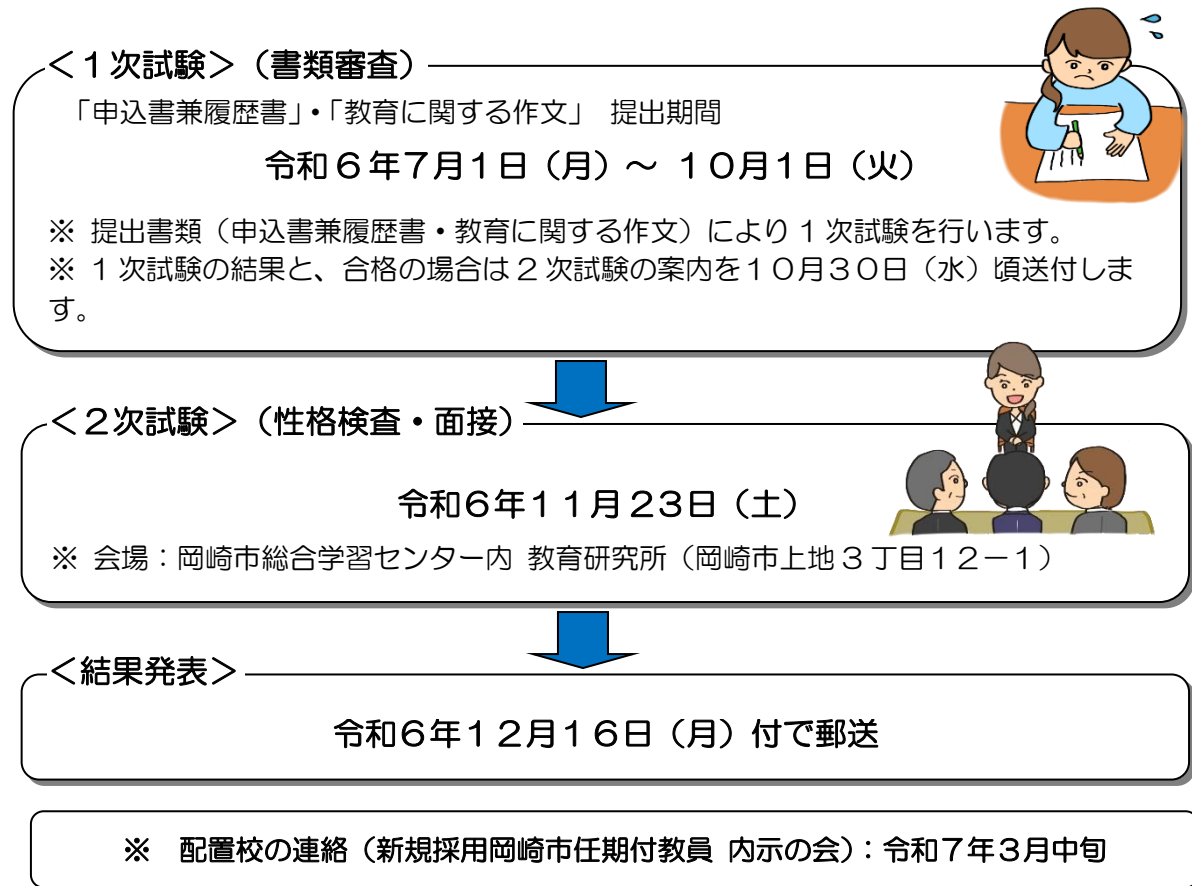 ＜１次試験＞（書類審査）
「申込書兼履歴書」・「教育に関する作文」　提出期間
令和６年７月１日（月）～　１０月１日（火）
※　提出書類（申込書兼履歴書・教育に関する作文）により１次試験を行います。
※　１次試験の結果と、合格の場合は２次試験の案内を１０月３０日（水）頃送付しま
す。
＜２次試験＞（性格検査・面接）
令和６年１１月２３日（土）
※　会場：岡崎市総合学習センター内　教育研究所（岡崎市上地３丁目１２－１）
＜結果発表＞
令和６年１２月１６日（月）付で郵送
※　配置校の連絡（新規採用岡崎市任期付教員　内示の会）：令和７年３月中旬